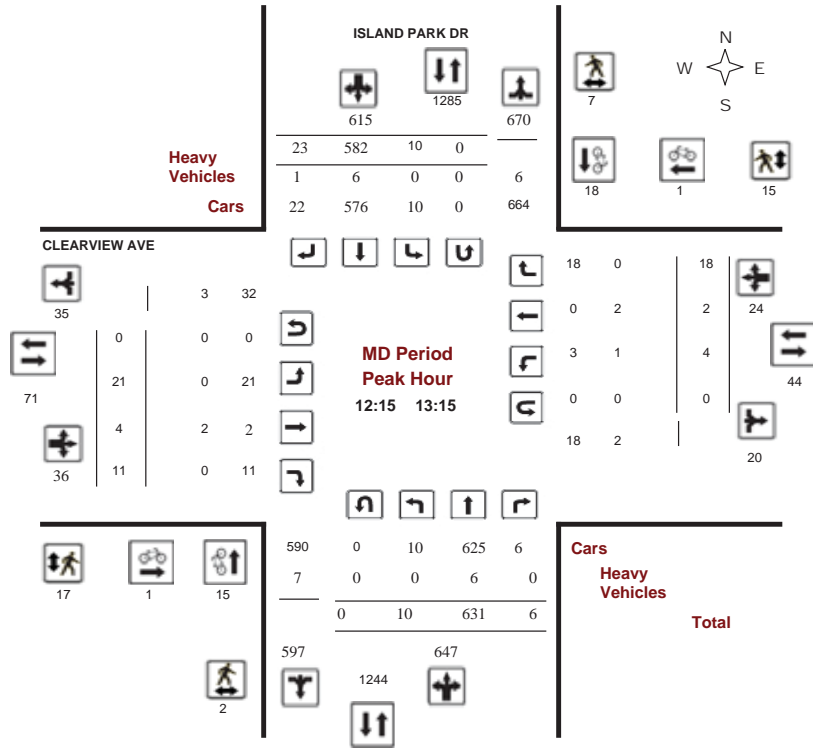 ISLAND PARK DR
N
W E
S
1285
7
615 670
23 582 10 0
Heavy
Vehicles
1 6 0 0 6
18 1 15
Cars 22 576 10 0 664
CLEARVIEW AVE
18 0 18
3 32
35
0 2 2 24
0 0 0
MD Period
Peak Hour
3 1 4
21 0 21
44
71
12:15 13:15
0 0 0
4 2 2
18 2
20
36 11 0 11
590 0 10 625 6 Cars
7 0 0 6 0 Heavy
Vehicles
17 1 15
0 10 631 6 Total
597 647
1244
2